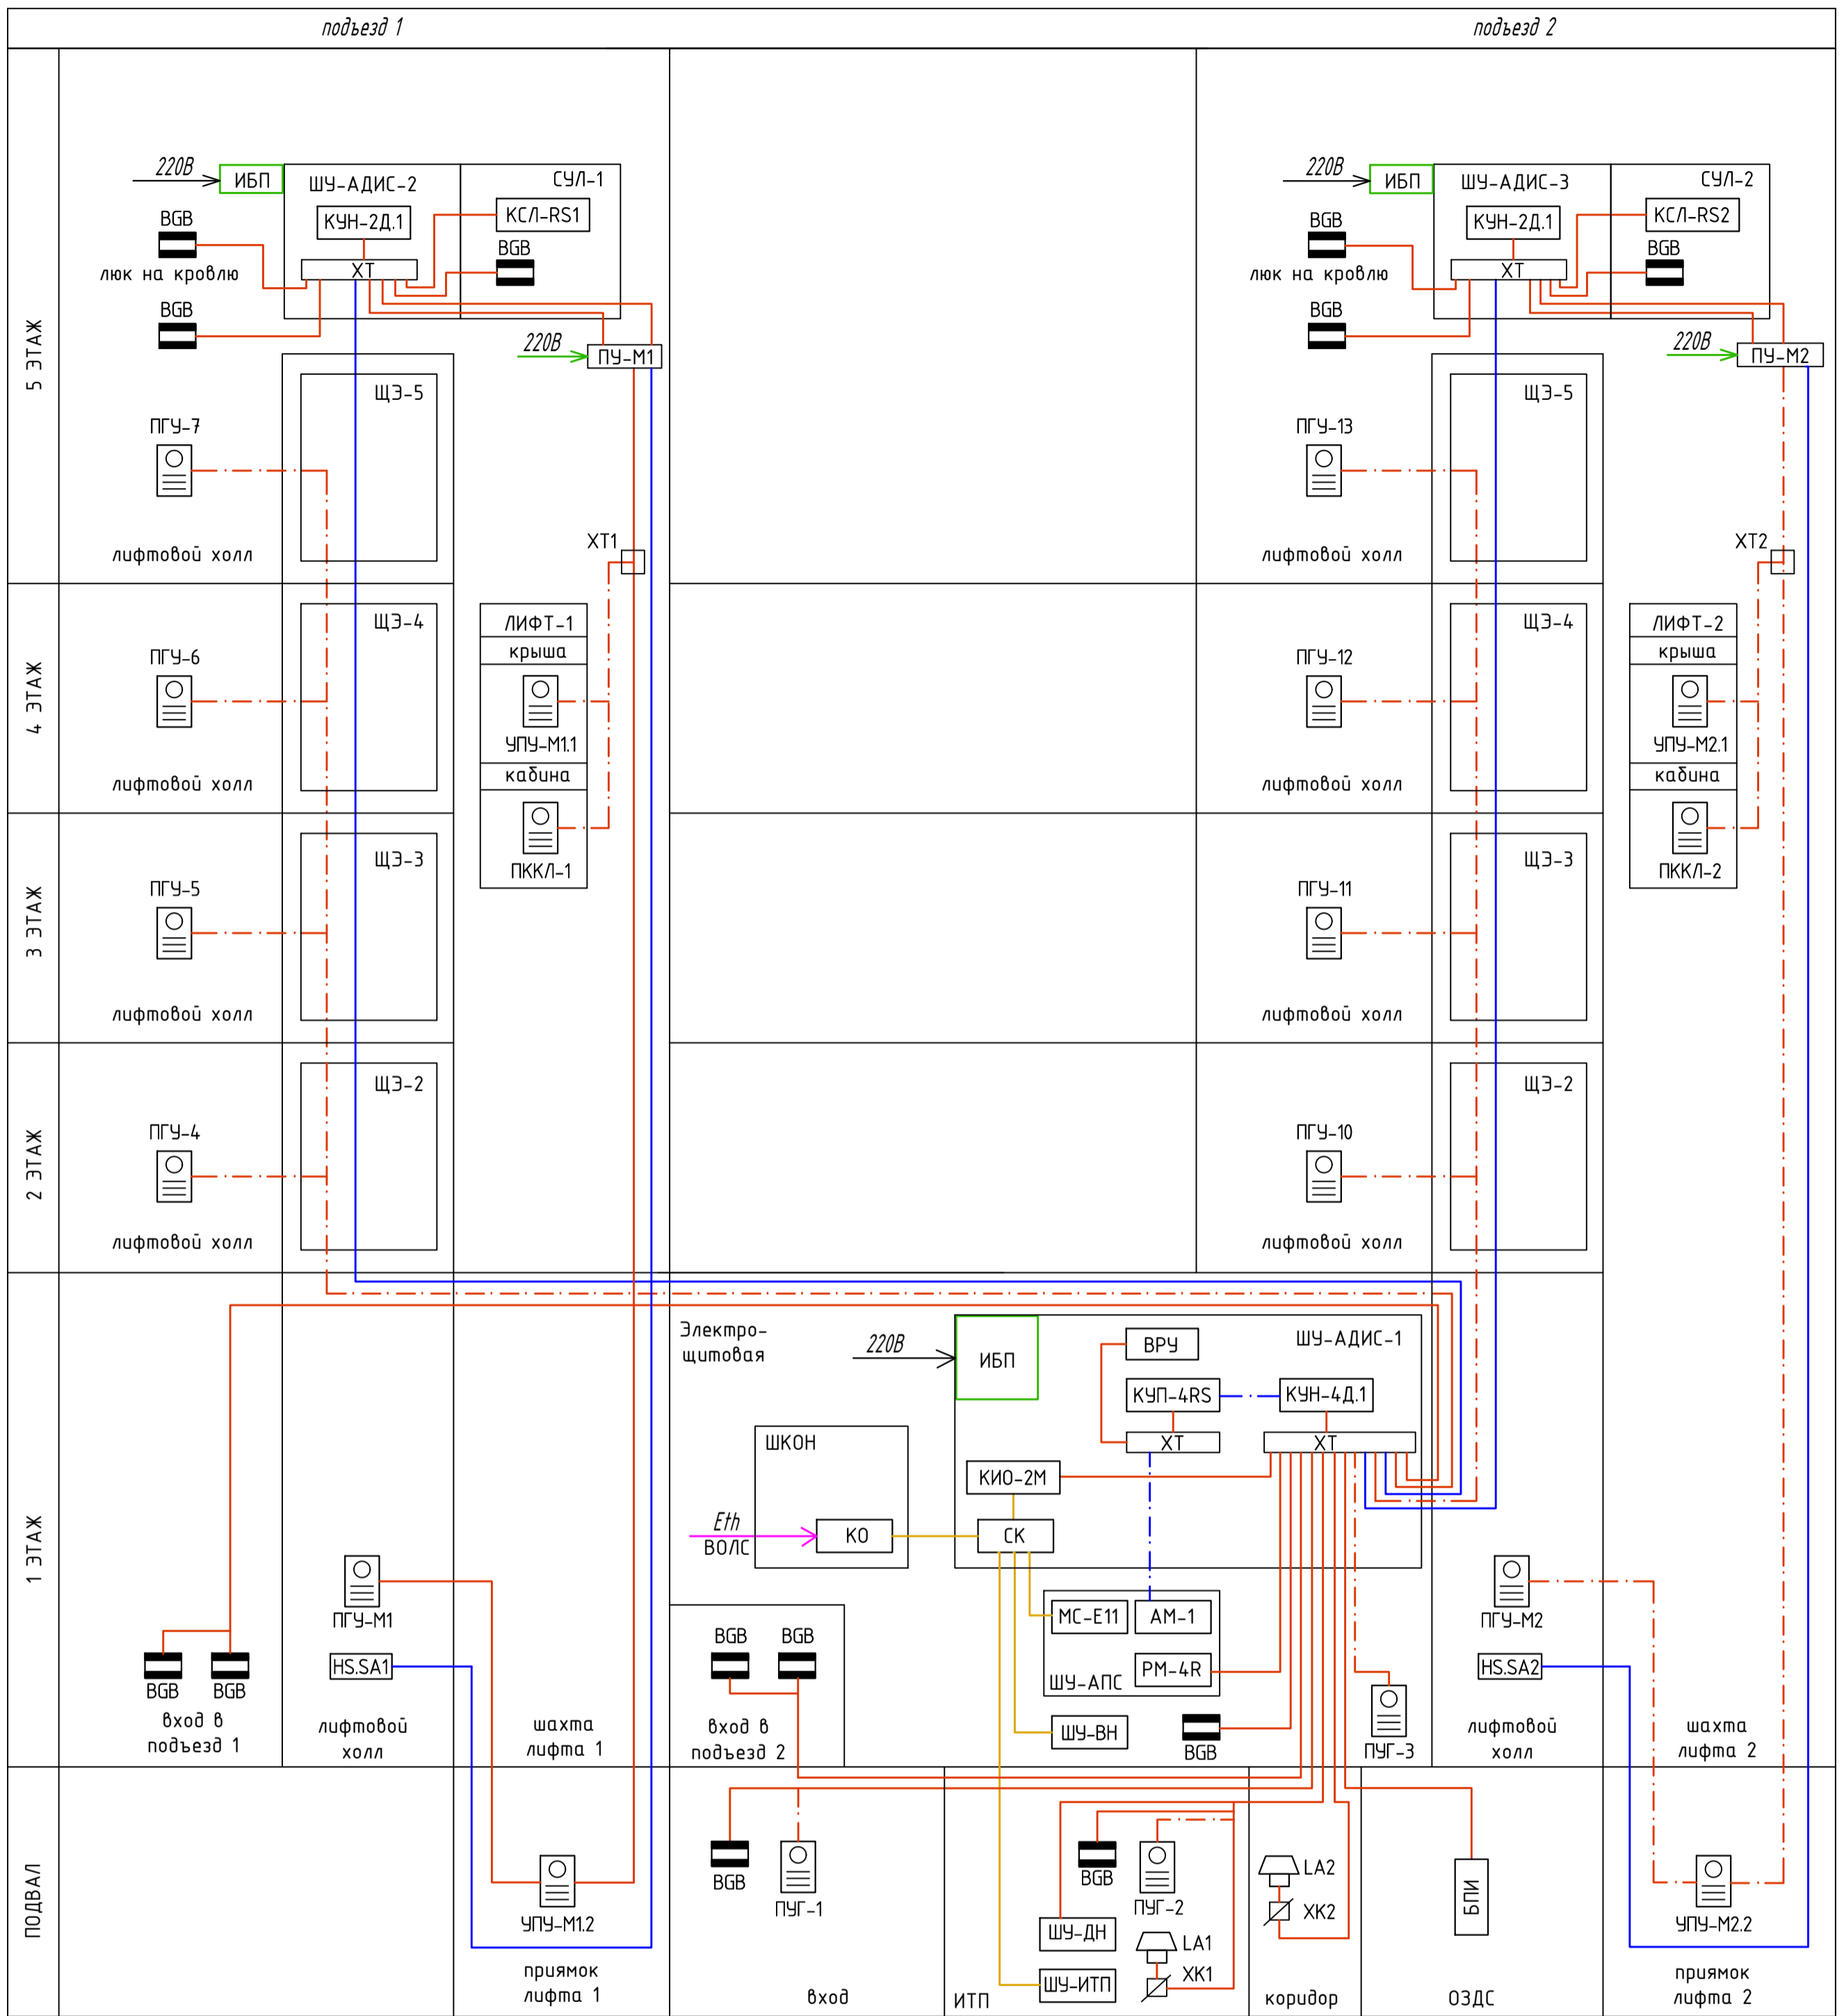 подъезд 1
подъезд 2
5 ЭТАЖ
220В
ИБП
ШУ-АДИС-2
СУЛ-1
КУН-2Д.1
КСЛ-RS1
BGB
BGB
ХТ
люк на кровлю
BGB
220В
ПУ-М1
ЩЭ-5
ПГУ-7
ХТ1
лифтовой холл
220В
ИБП
ШУ-АДИС-3
СУЛ-2
КУН-2Д.1
КСЛ-RS2
BGB
BGB
ХТ
люк на кровлю
BGB
220В
ПУ-М2
ЩЭ-5
ПГУ-13
ХТ2
лифтовой холл
4 ЭТАЖ
ЩЭ-4
ЛИФТ-1
крыша
ПГУ-6
УПУ-М1.1
кабина
лифтовой холл
ПККЛ-1
ЩЭ-4
ЛИФТ-2
крыша
ПГУ-12
УПУ-М2.1
кабина
лифтовой холл
ПККЛ-2
3 ЭТАЖ
ЩЭ-3
ПГУ-5
лифтовой холл
ЩЭ-3
ПГУ-11
лифтовой холл
2 ЭТАЖ
ЩЭ-2
ПГУ-4
лифтовой холл
ЩЭ-2
ПГУ-10
лифтовой холл
1 ЭТАЖ
Электро-
щитовая
220В
ИБП
ВРУ
ШУ-АДИС-1
КУП-4RS
КУН-4Д.1
ХТ
ХТ
ШКОН
КИО-2М
Eth
ВОЛС
КО
СК
МС-Е11
АМ-1
РМ-4R
ШУ-АПС
ШУ-ВН
BGB
ПУГ-3
ПГУ-М1
HS.SA1
BGB
BGB
вход в
подъезд 1
лифтовой
холл
шахта
лифта 1
BGB
BGB
вход в
подъезд 2
ПГУ-М2
HS.SA2
лифтовой
холл
шахта
лифта 2
ПОДВАЛ
УПУ-М1.2
приямок
лифта 1
BGB
ПУГ-1
вход
BGB
ПУГ-2
ШУ-ДН
LA1
ХК1
ШУ-ИТП
ИТП
LA2
ХК2
коридор
БПИ
ОЗДС
УПУ-М2.2
приямок
лифта 2